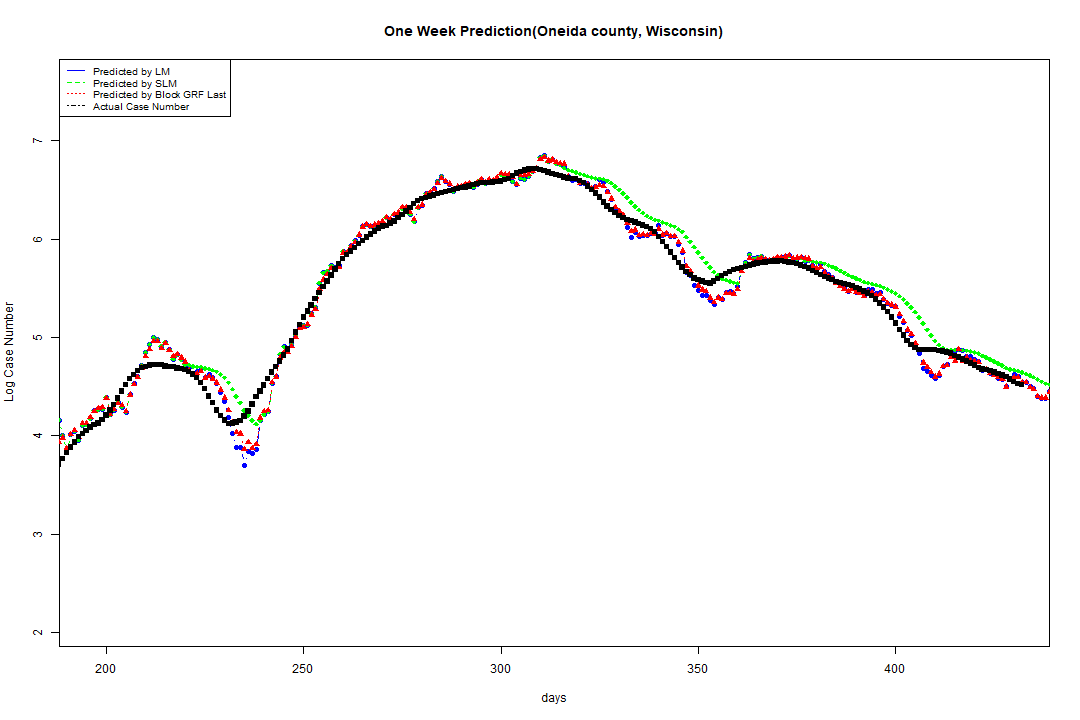 One Week Prediction(Oneida county, Wisconsin)
Predicted by LM
Predicted by SLM
Predicted by Block GRF Last
Actual Case Number
7
6
5
4
3
2
Log Case Number
200 250 300 350 400
days